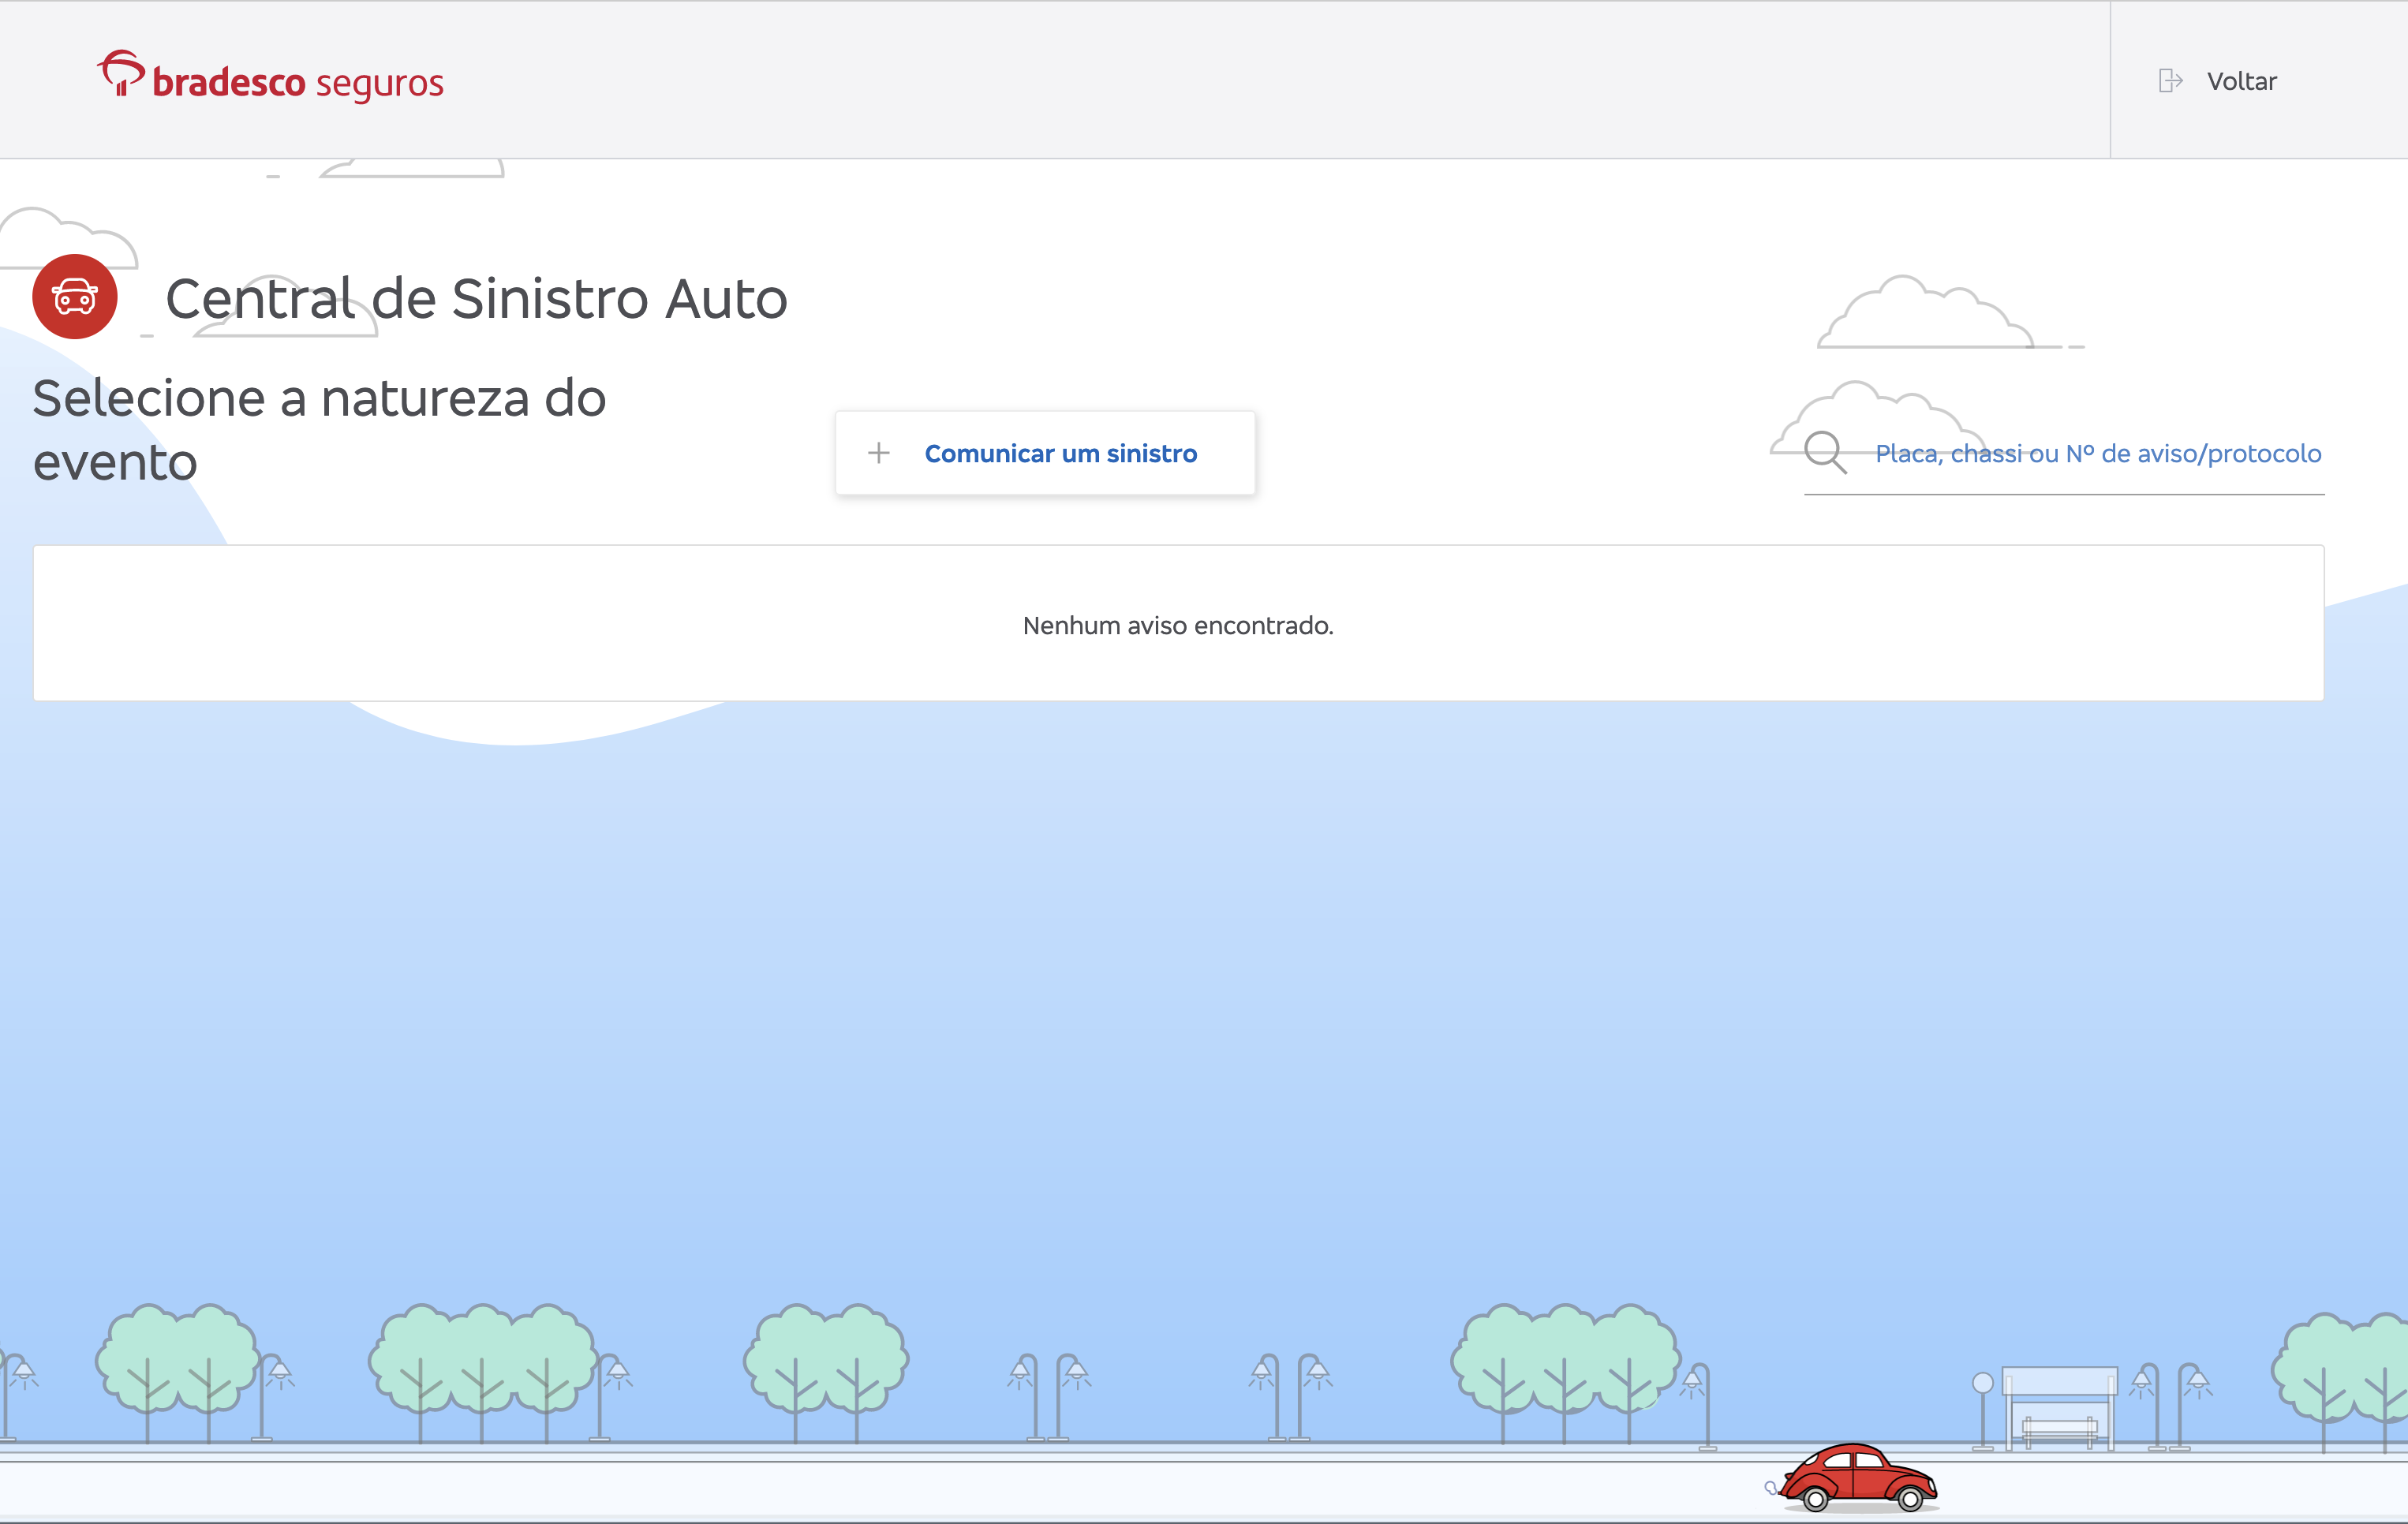 bradesco seguros
Voltar
Central de Sinistro Auto
Selecione a natureza do
evento
Comunicar um sinistro
Placa, chassi ou Nº de aviso/protocolo
Nenhum aviso encontrado.